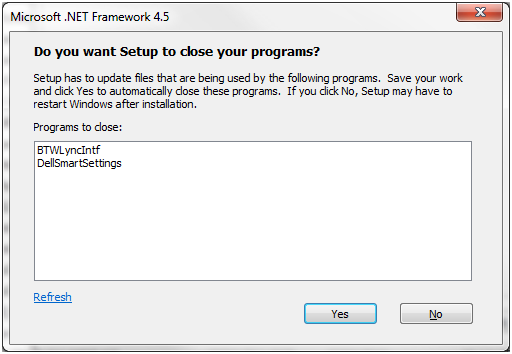 Microsoft .NET Framework 4.5
Do you want Setup to close your programs?
Setup has to update files that are being used by the following programs.  Save your work
and click Yes to automatically close these programs.  If you click No, Setup may have to
restart Windows after installation.
Programs to close:
BTWLyncIntf
DellSmartSettings
Refresh
Yes
No